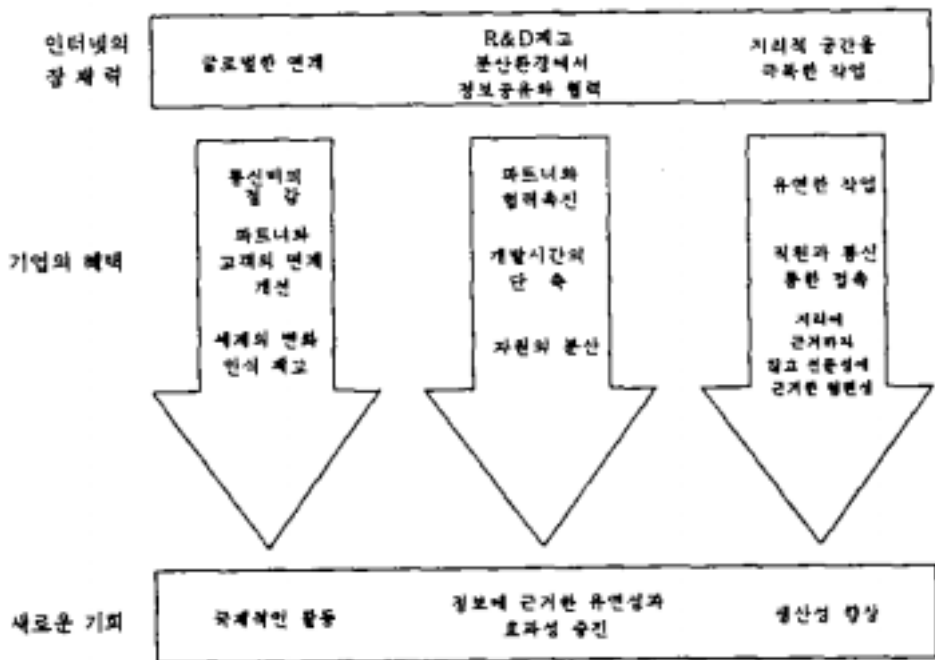 인터넷의
잠 재 력
글로벌한 연계
R&D제고
분산환경에서
정보공유와 협력
지리적 공간을
극복한 작업
기업의 혜택
통신비의
절 감
파트너와
고객의 연계
개선
세계의 변화
인식 제고
파트너와
협력촉진
개발시간의
단 축
자원의 분산
유연한 작업
직원과 통신
통한 접촉
지리에
근거하지
않고 전문성에
근거한
새로운 기회
국제적인 활동
정보에 근거한 유연성과
효과성 증진
생산성 향상